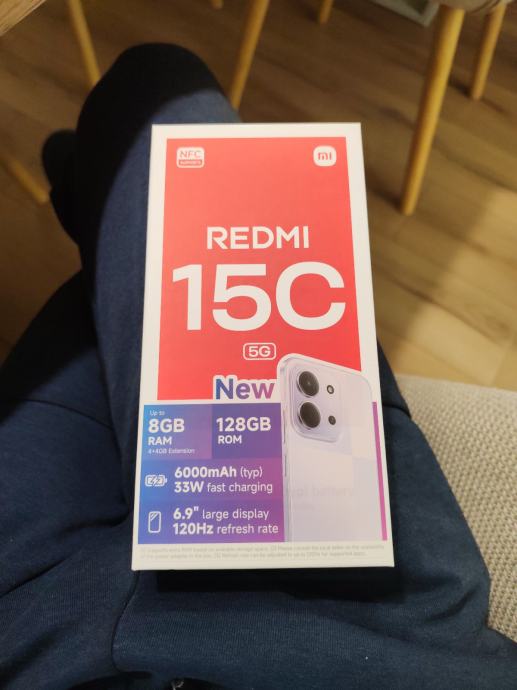 NFC
mi
REDMI
15C
5G
New
Up to
8GB
RAM
4+4GB Extension
128GB
ROM
6000mAh (typ)
33W fast charging
6.9" large display
120Hz refresh rate